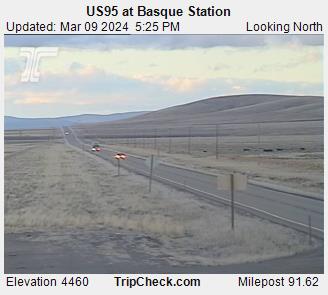 US95 at Basque Station
Updated: Mar 09 2024 5:25 PM Looking North
Elevation 4460 TripCheck.com Milepost 91.62